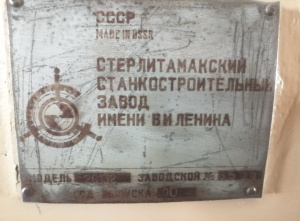 СССР
MADE IN USSR
СТЕРЛИТАМАКСКИЙ
СТАНКОСТРОИТЕЛЬНЫЙ
ЗАВОД
ИМЕНИ В И ЛЕНИНА
МОДЕЛЬ ЗАВОДСКОЙ №
ГОД ВЫПУСКА